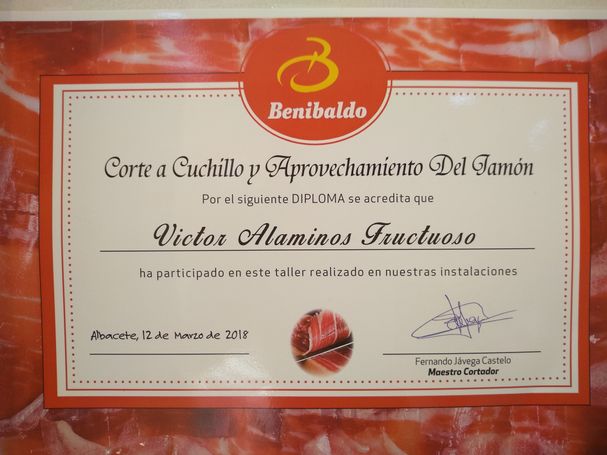 Benibaldo
Corte a Cuchillo y Aprovechamiento Del Jamón
Por el siguiente DIPLOMA se acredita que
Victor Alaminos Fructuoso
ha participado en este taller realizado en nuestras instalaciones
Albacete, 12 de Marzo de 2018
Fernando Jávega Castelo
Maestro Cortador